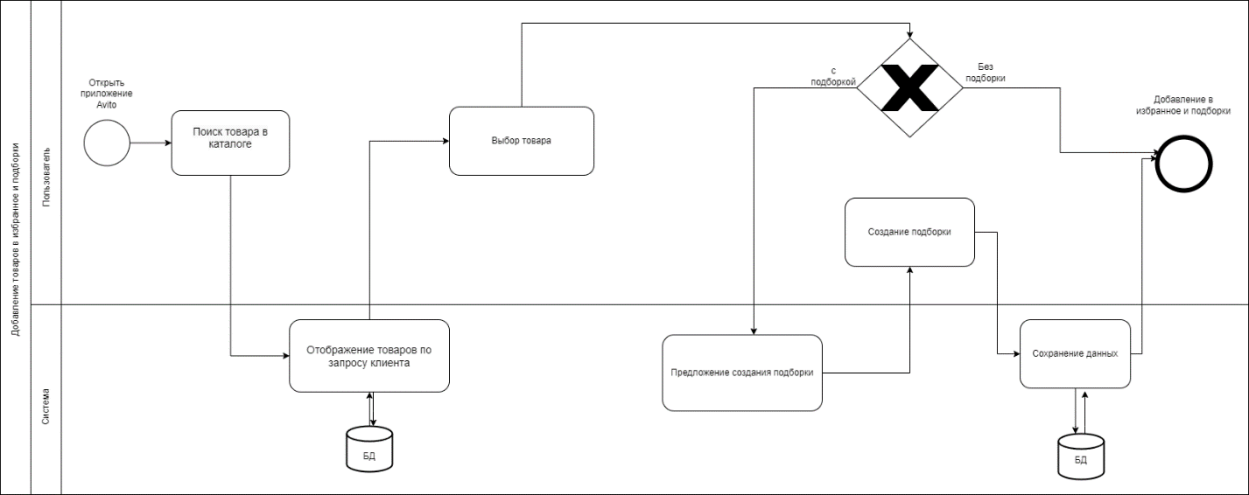 Добавление товаров в избранное и подборки
Пользователь
Открыть
приложение
Avito
Поиск товара в
каталоге
Выбор товара
с
подборкой
Без
подборки
Добавление в
избранное и подборки
Создание подборки
Система
Отображение товаров по
запросу клиента
БД
Предложение создания подборки
Сохранение данных
БД